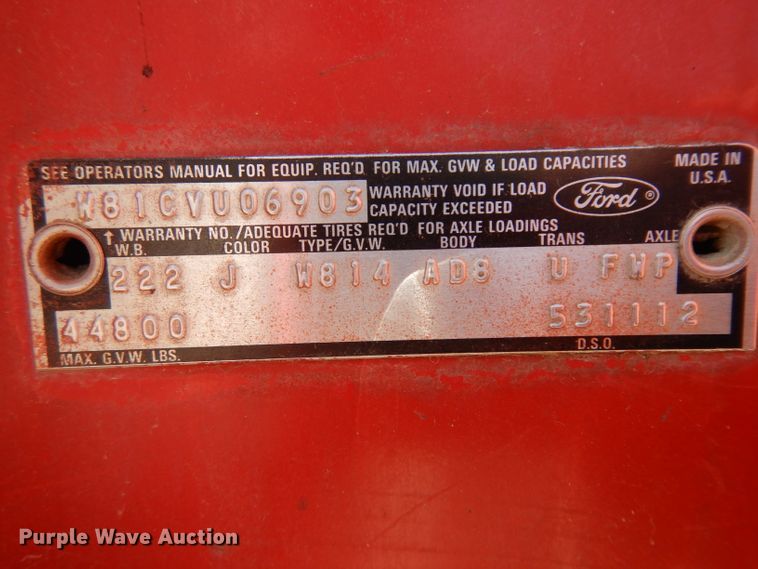 SEE OPERATORS MANUAL FOR EQUIP. REQ'D FOR MAX. GVW & LOAD CAPACITIES
MADE IN U.S.A.
W81CVU06903
WARRANTY VOID IF LOAD CAPACITY EXCEEDED
Ford
↑ WARRANTY NO./ADEQUATE TIRES REQ'D FOR AXLE LOADINGS
W.B. COLOR TYPE/G.V.W. BODY TRANS AXLE
222 J W814 AD8 U FWP
44800 531112
MAX. G.V.W. LBS. D.S.O.
Purple Wave Auction